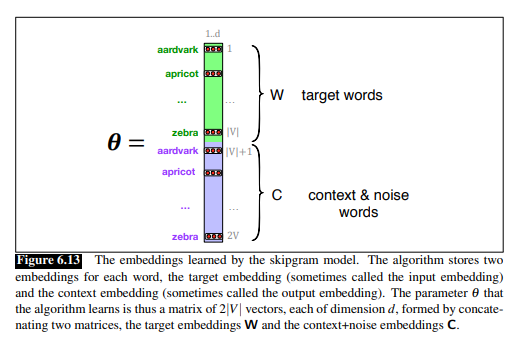 1..d
aardvark 1
apricot
... ...
W target words
zebra |V|
θ =
aardvark |V|+1
apricot
C context & noise
words
... ...
zebra 2V
Figure 6.13 The embeddings learned by the skipgram model. The algorithm stores two
embeddings for each word, the target embedding (sometimes called the input embedding)
and the context embedding (sometimes called the output embedding). The parameter θ that
the algorithm learns is thus a matrix of 2|V| vectors, each of dimension d, formed by concate-
nating two matrices, the target embeddings W and the context+noise embeddings C.